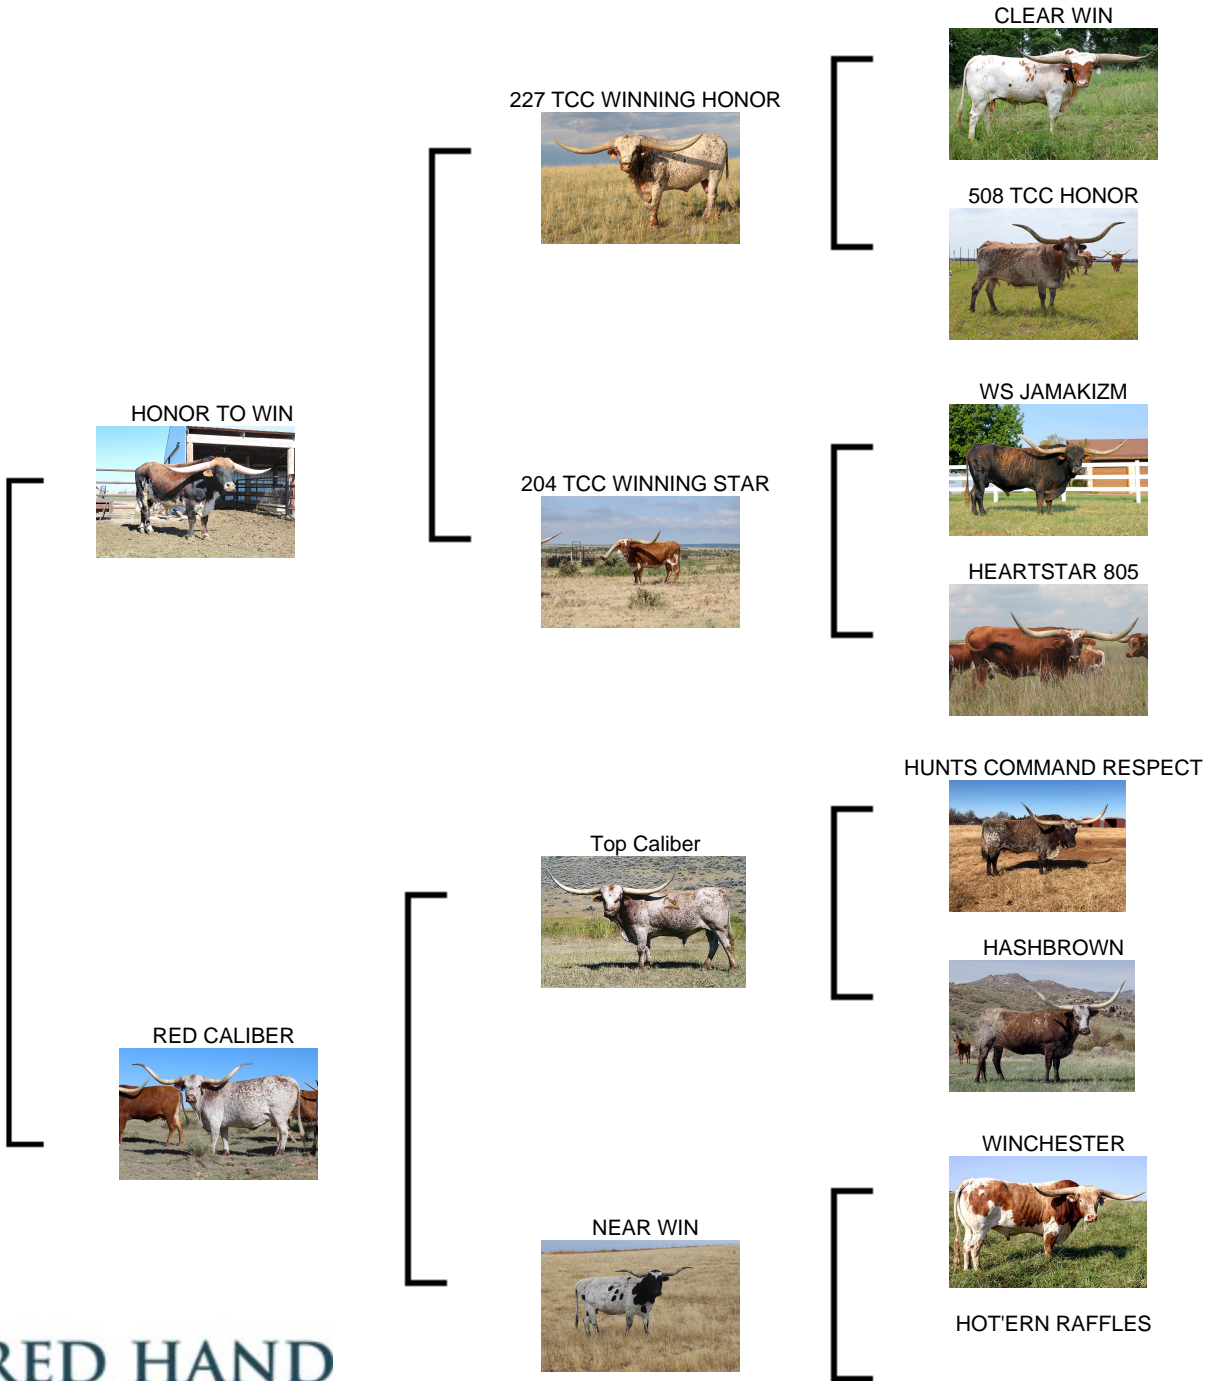 CLEAR WIN
227 TCC WINNING HONOR
508 TCC HONOR
WS JAMAKIZM
HONOR TO WIN
204 TCC WINNING STAR
HEARTSTAR 805
HUNTS COMMAND RESPECT
Top Caliber
HASHBROWN
RED CALIBER
WINCHESTER
NEAR WIN
HOT'ERN RAFFLES
RED HAND